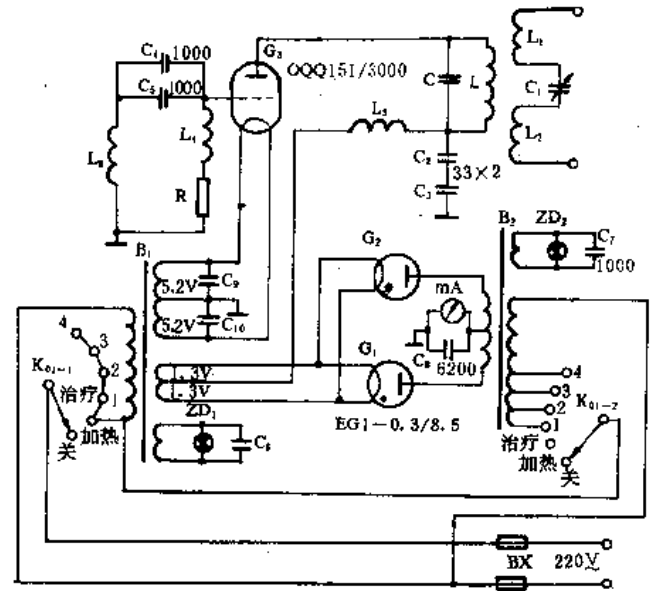 C₄ 1000
G₃
QQQ151/3000
C₅ 1000
L₄
L₃
R
C
L
L₂
C₁
L₂
L₅
C₂
33×2
C₃
B₁
5.2V C₉
5.2V C₁₀
3V
3V
ZD₁
C₆
G₂
mA
G₁
C₈
6200
EG1-0.3/8.5
B₂
ZD₂
C₇
1000
4
3
2
1
K₀₁₋₁
治疗
加热
关
4
3
2
1
K₀₁₋₂
治疗
加热
关
BX 220V